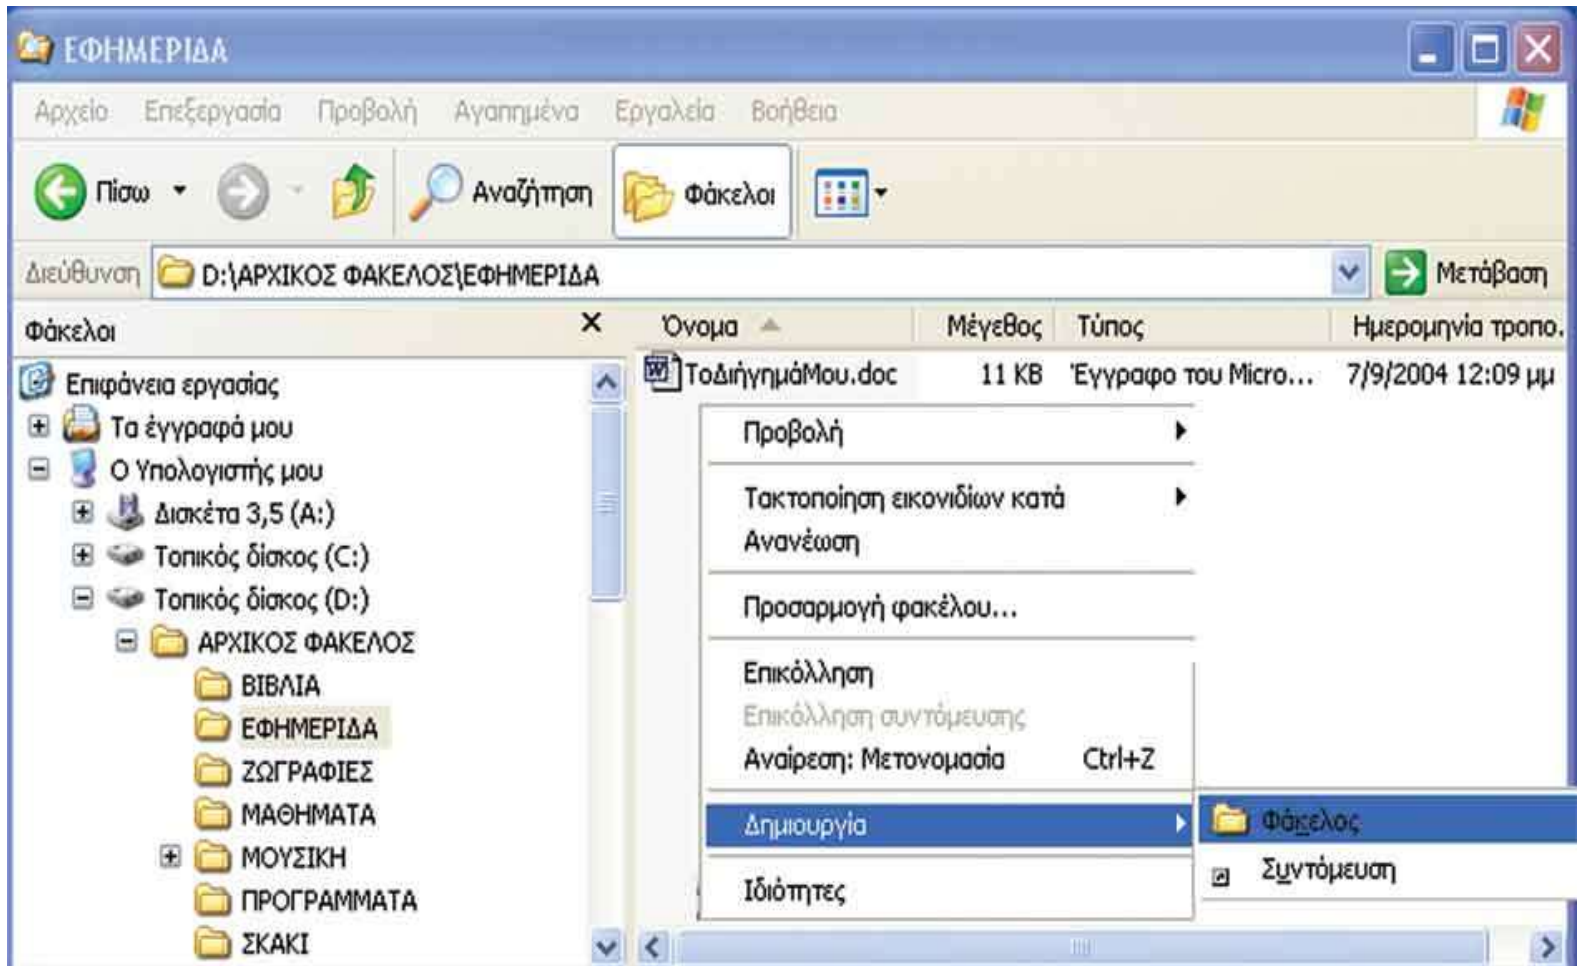 ΕΦΗΜΕΡΙΔΑ
Αρχείο Επεξεργασία Προβολή Αγαπημένα Εργαλεία Βοήθεια
Πίσω Αναζήτηση Φάκελοι
Διεύθυνση D:\ΑΡΧΙΚΟΣ ΦΑΚΕΛΟΣ\ΕΦΗΜΕΡΙΔΑ Μετάβαση
Φάκελοι
Επιφάνεια εργασίας
Τα έγγραφά μου
Ο Υπολογιστής μου
Δισκέτα 3,5 (A:)
Τοπικός δίσκος (C:)
Τοπικός δίσκος (D:)
ΑΡΧΙΚΟΣ ΦΑΚΕΛΟΣ
ΒΙΒΛΙΑ
ΕΦΗΜΕΡΙΔΑ
ΖΩΓΡΑΦΙΕΣ
ΜΑΘΗΜΑΤΑ
ΜΟΥΣΙΚΗ
ΠΡΟΓΡΑΜΜΑΤΑ
ΣΚΑΚΙ
Όνομα Μέγεθος Τύπος Ημερομηνία τροπο.
ΤοΔιήγημάΜου.doc 11 KB Έγγραφο του Micro... 7/9/2004 12:09 μμ
Προβολή
Τακτοποίηση εικονιδίων κατά
Ανανέωση
Προσαρμογή φακέλου...
Επικόλληση
Επικόλληση συντόμευσης
Αναίρεση: Μετονομασία Ctrl+Z
Δημιουργία
Ιδιότητες
Φάκελος
Συντόμευση